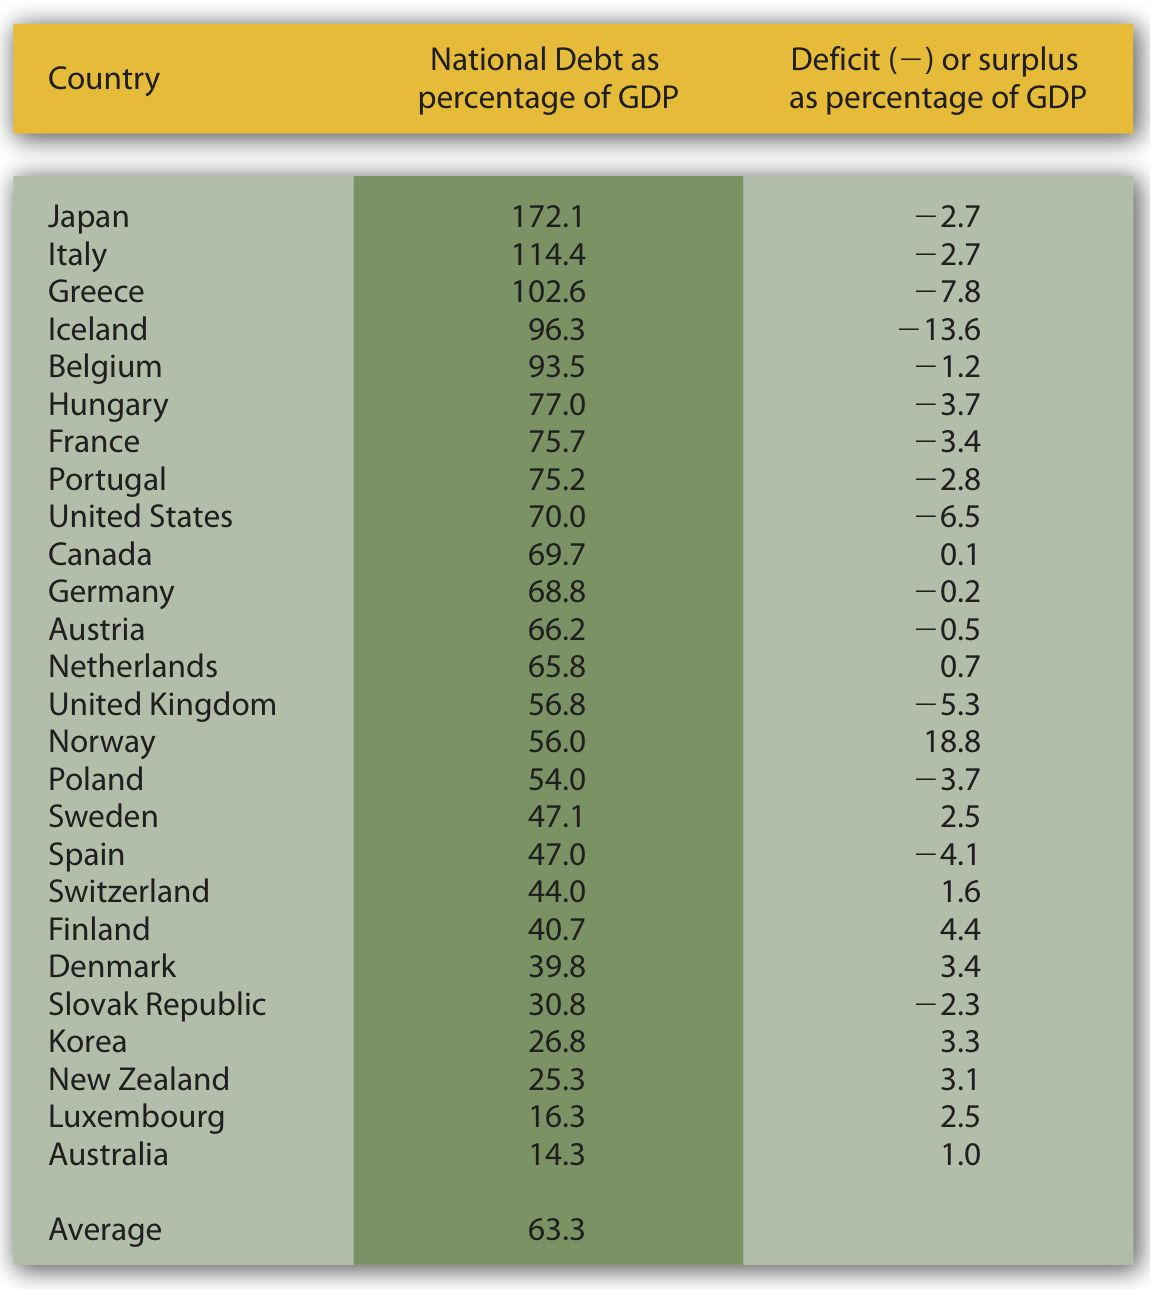 Country National Debt as percentage of GDP Deficit (−) or surplus as percentage of GDP
Japan 172.1 −2.7
Italy 114.4 −2.7
Greece 102.6 −7.8
Iceland 96.3 −13.6
Belgium 93.5 −1.2
Hungary 77.0 −3.7
France 75.7 −3.4
Portugal 75.2 −2.8
United States 70.0 −6.5
Canada 69.7 0.1
Germany 68.8 −0.2
Austria 66.2 −0.5
Netherlands 65.8 0.7
United Kingdom 56.8 −5.3
Norway 56.0 18.8
Poland 54.0 −3.7
Sweden 47.1 2.5
Spain 47.0 −4.1
Switzerland 44.0 1.6
Finland 40.7 4.4
Denmark 39.8 3.4
Slovak Republic 30.8 −2.3
Korea 26.8 3.3
New Zealand 25.3 3.1
Luxembourg 16.3 2.5
Australia 14.3 1.0
Average 63.3